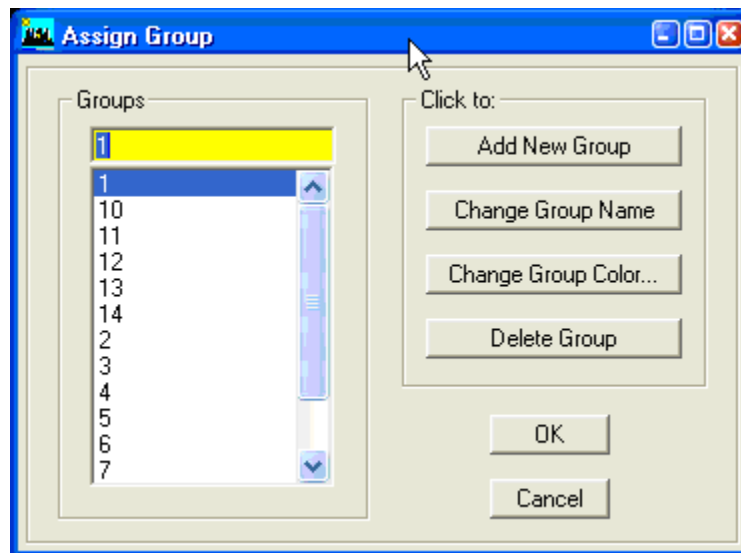 Assign Group
Groups
1
1
10
11
12
13
14
2
3
4
5
6
7
Click to:
Add New Group
Change Group Name
Change Group Color...
Delete Group
OK
Cancel